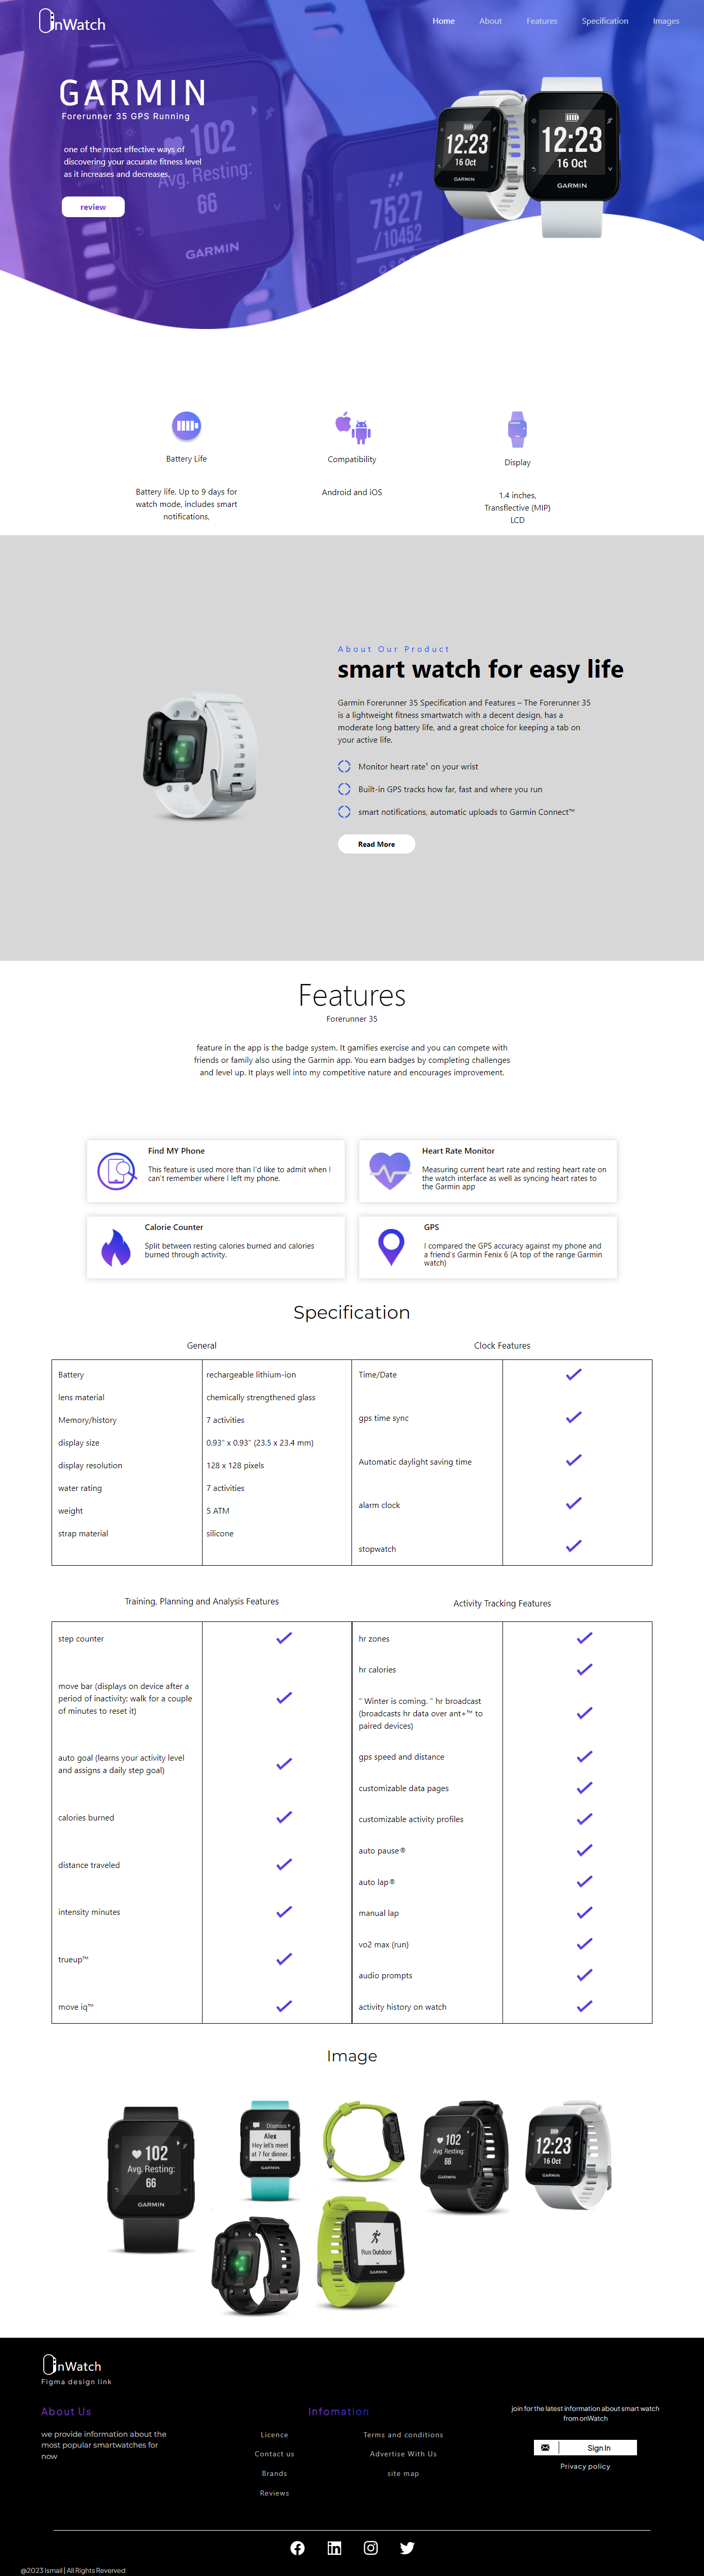 onWatch
Home About Features Specification Images
GARMIN
Forerunner 35 GPS Running
one of the most effective ways of
discovering your accurate fitness level
as it increases and decreases.
review
102
Avg. Resting:
66
GARMIN
7527
/10452
12:23
16 Oct
GARMIN
12:23
16 Oct
GARMIN
Battery Life
Battery life. Up to 9 days for
watch mode, includes smart
notifications,
Compatibility
Android and iOS
Display
1.4 inches,
Transflective (MIP)
LCD
About Our Product
smart watch for easy life
Garmin Forerunner 35 Specification and Features – The Forerunner 35
is a lightweight fitness smartwatch with a decent design, has a
moderate long battery life, and a great choice for keeping a tab on
your active life.
Monitor heart rate¹ on your wrist
Built-in GPS tracks how far, fast and where you run
smart notifications, automatic uploads to Garmin Connect™
Read More
Features
Forerunner 35
feature in the app is the badge system. It gamifies exercise and you can compete with
friends or family also using the Garmin app. You earn badges by completing challenges
and level up. It plays well into my competitive nature and encourages improvement.
Find MY Phone
This feature is used more than I'd like to admit when I
can't remember where I left my phone.
Heart Rate Monitor
Measuring current heart rate and resting heart rate on
the watch interface as well as syncing heart rates to
the Garmin app
Calorie Counter
Split between resting calories burned and calories
burned through activity.
GPS
I compared the GPS accuracy against my phone and
a friend's Garmin Fenix 6 (A top of the range Garmin
watch)
Specification
General
Battery rechargeable lithium-ion
lens material chemically strengthened glass
Memory/history 7 activities
display size 0.93" x 0.93" (23.5 x 23.4 mm)
display resolution 128 x 128 pixels
water rating 7 activities
weight 5 ATM
strap material silicone
Clock Features
Time/Date
gps time sync
Automatic daylight saving time
alarm clock
stopwatch
Training, Planning and Analysis Features
step counter
move bar (displays on device after a
period of inactivity; walk for a couple
of minutes to reset it)
auto goal (learns your activity level
and assigns a daily step goal)
calories burned
distance traveled
intensity minutes
trueup™
move iq™
Activity Tracking Features
hr zones
hr calories
" Winter is coming. " hr broadcast
(broadcasts hr data over ant+™ to
paired devices)
gps speed and distance
customizable data pages
customizable activity profiles
auto pause®
auto lap®
manual lap
vo2 max (run)
audio prompts
activity history on watch
Image
102
Avg. Resting:
66
GARMIN
Dismiss
Alex
Hey let's meet
at 7 for dinner.
GARMIN
Run Outdoor
GARMIN
102
Avg. Resting:
66
GARMIN
12:23
16 Oct
GARMIN
onWatch
Figma design link
About Us
we provide information about the
most popular smartwatches for
now
Infomation
Licence
Contact us
Brands
Reviews
Terms and conditions
Advertise With Us
site map
join for the latest information about smart watch
from onWatch
Sign In
Privacy policy
@2023 Ismail | All Rights Reverved